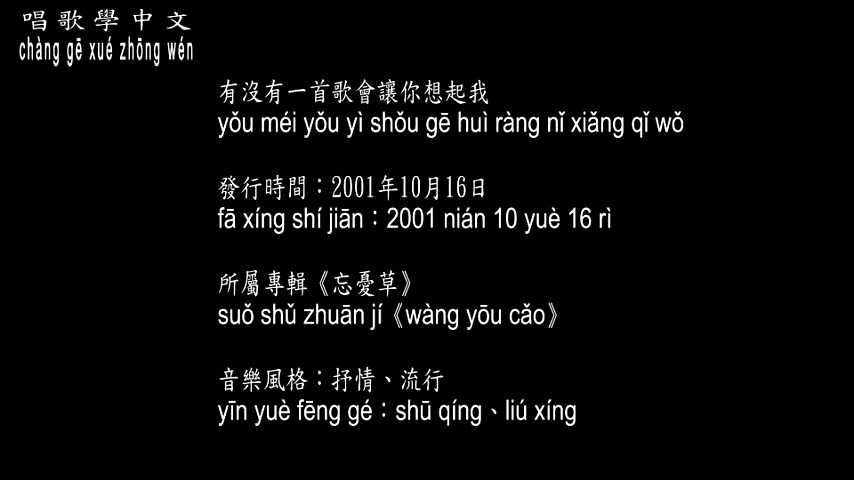 唱歌學中文
chàng gē xué zhōng wén
有沒有一首歌會讓你想起我
yǒu méi yǒu yì shǒu gē huì ràng nǐ xiǎng qǐ wǒ
發行時間：2001年10月16日
fā xíng shí jiān：2001 nián 10 yuè 16 rì
所屬專輯《忘憂草》
suǒ shǔ zhuān jí《wàng yōu cǎo》
音樂風格：抒情、流行
yīn yuè fēng gé：shū qíng、liú xíng